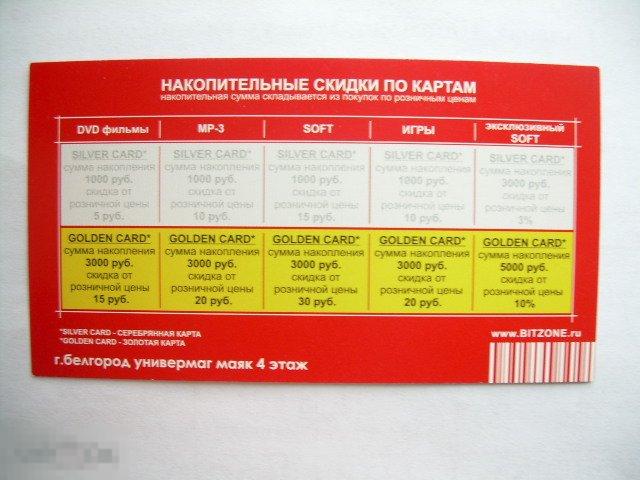 НАКОПИТЕЛЬНЫЕ СКИДКИ ПО КАРТАМ
накопительная сумма складывается из покупок по розничным ценам
DVD фильмы
МР-3
SOFT
ИГРЫ
эксклюзивный
SOFT
SILVER CARD*
сумма накопления
1000 руб.
скидка от
розничной цены
5 руб.
SILVER CARD*
сумма накопления
1000 руб.
скидка от
розничной цены
10 руб.
SILVER CARD*
сумма накопления
1000 руб.
скидка от
розничной цены
15 руб.
SILVER CARD*
сумма накопления
1000 руб.
скидка от
розничной цены
10 руб.
SILVER CARD*
сумма накопления
3000 руб.
скидка от
розничной цены
3%
GOLDEN CARD*
сумма накопления
3000 руб.
скидка от
розничной цены
15 руб.
GOLDEN CARD*
сумма накопления
3000 руб.
скидка от
розничной цены
20 руб.
GOLDEN CARD*
сумма накопления
3000 руб.
скидка от
розничной цены
30 руб.
GOLDEN CARD*
сумма накопления
3000 руб.
скидка от
розничной цены
20 руб.
GOLDEN CARD*
сумма накопления
5000 руб.
скидка от
розничной цены
10%
*SILVER CARD - СЕРЕБРЯННАЯ КАРТА
*GOLDEN CARD - ЗОЛОТАЯ КАРТА
www.BITZONE.ru
г.белгород универмаг маяк 4 этаж